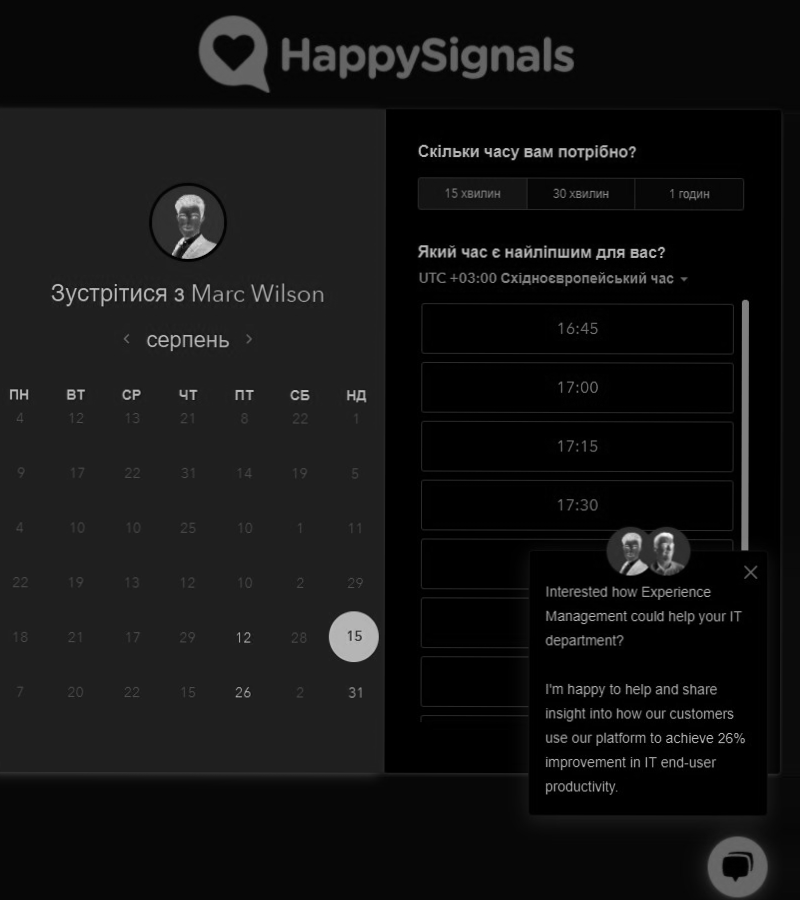 HappySignals
Зустрітися з Marc Wilson
серпень
ПН ВТ СР ЧТ ПТ СБ НД
4 12 13 21 8 22 1
9 17 22 31 14 19 5
4 10 10 25 10 1 11
22 19 13 12 10 2 29
18 21 17 29 12 28 15
7 20 22 15 26 2 31
Скільки часу вам потрібно?
15 хвилин 30 хвилин 1 годин
Який час є найліпшим для вас?
UTC +03:00 Східноєвропейський час
16:45
17:00
17:15
17:30
Interested how Experience
Management could help your IT
department?
I'm happy to help and share
insight into how our customers
use our platform to achieve 26%
improvement in IT end-user
productivity.